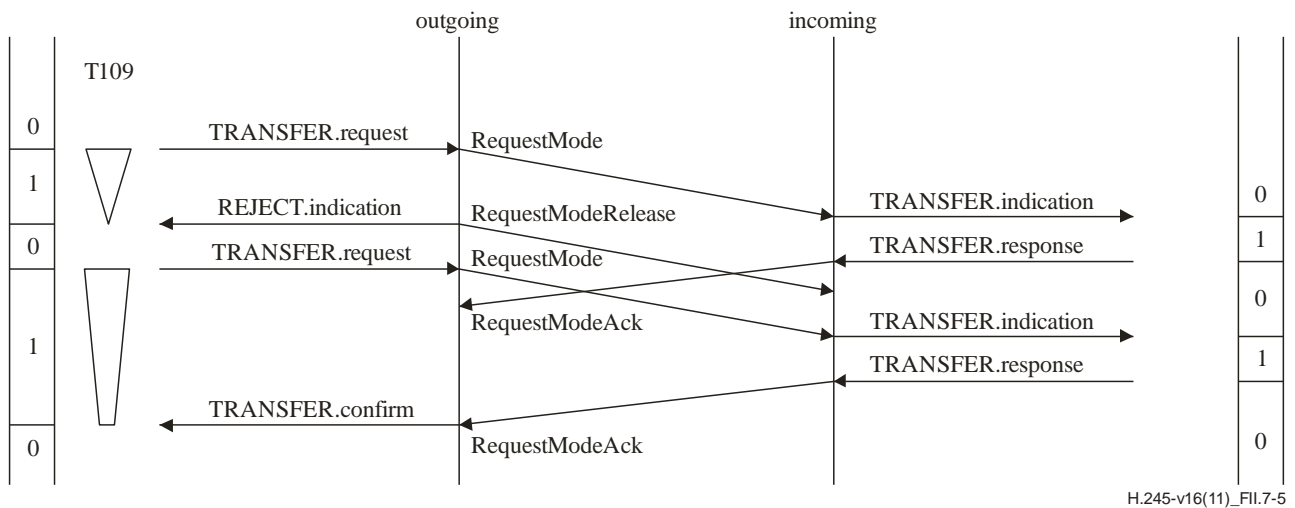 outgoing incoming
T109
0 TRANSFER.request RequestMode
1 REJECT.indication RequestModeRelease TRANSFER.indication 0
0 TRANSFER.request RequestMode TRANSFER.response 1
0
1 RequestModeAck TRANSFER.indication
TRANSFER.response 1
TRANSFER.confirm
0 RequestModeAck 0
H.245-v16(11)_FII.7-5